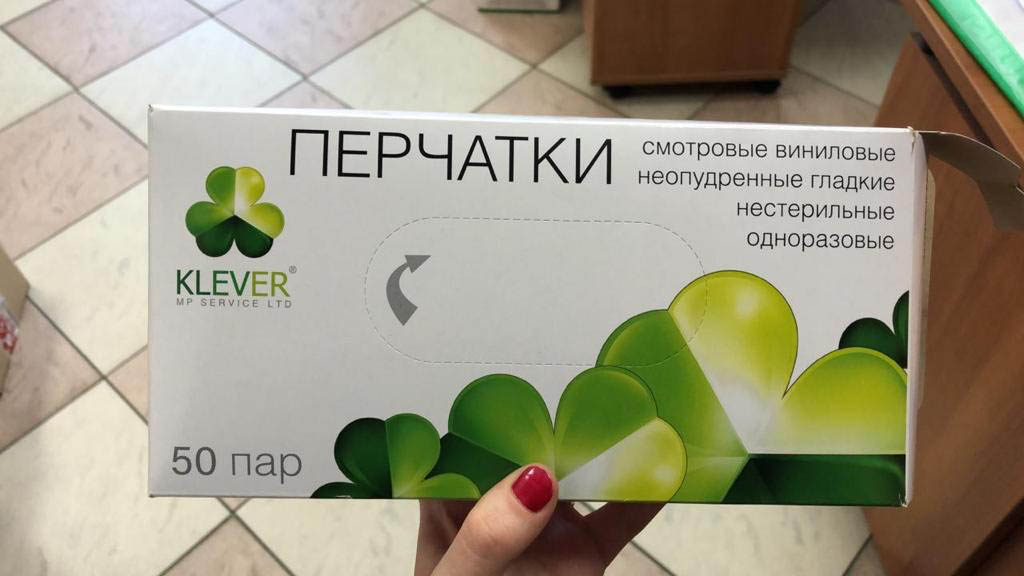 ПЕРЧАТКИ
смотровые виниловые
неопудренные гладкие
нестерильные
одноразовые
KLEVER®
MP SERVICE LTD
50 пар